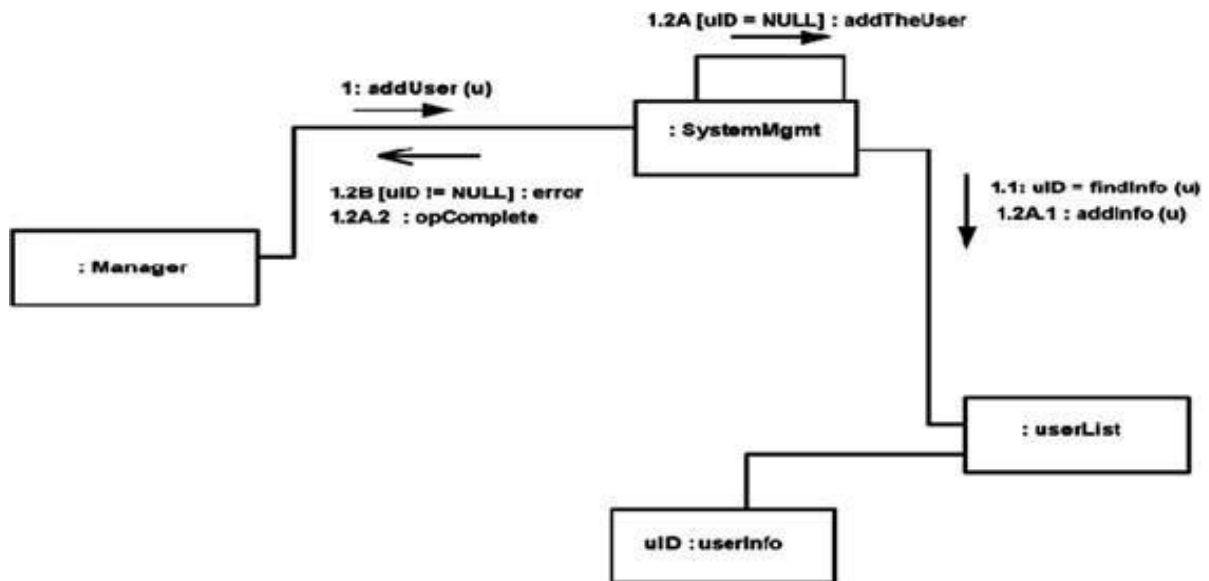 1.2A [uID = NULL] : addTheUser
1: addUser (u)
: SystemMgmt
1.2B [uID != NULL] : error
1.2A.2 : opComplete
1.1: uID = findInfo (u)
1.2A.1 : addInfo (u)
: Manager
: userList
uID : userInfo